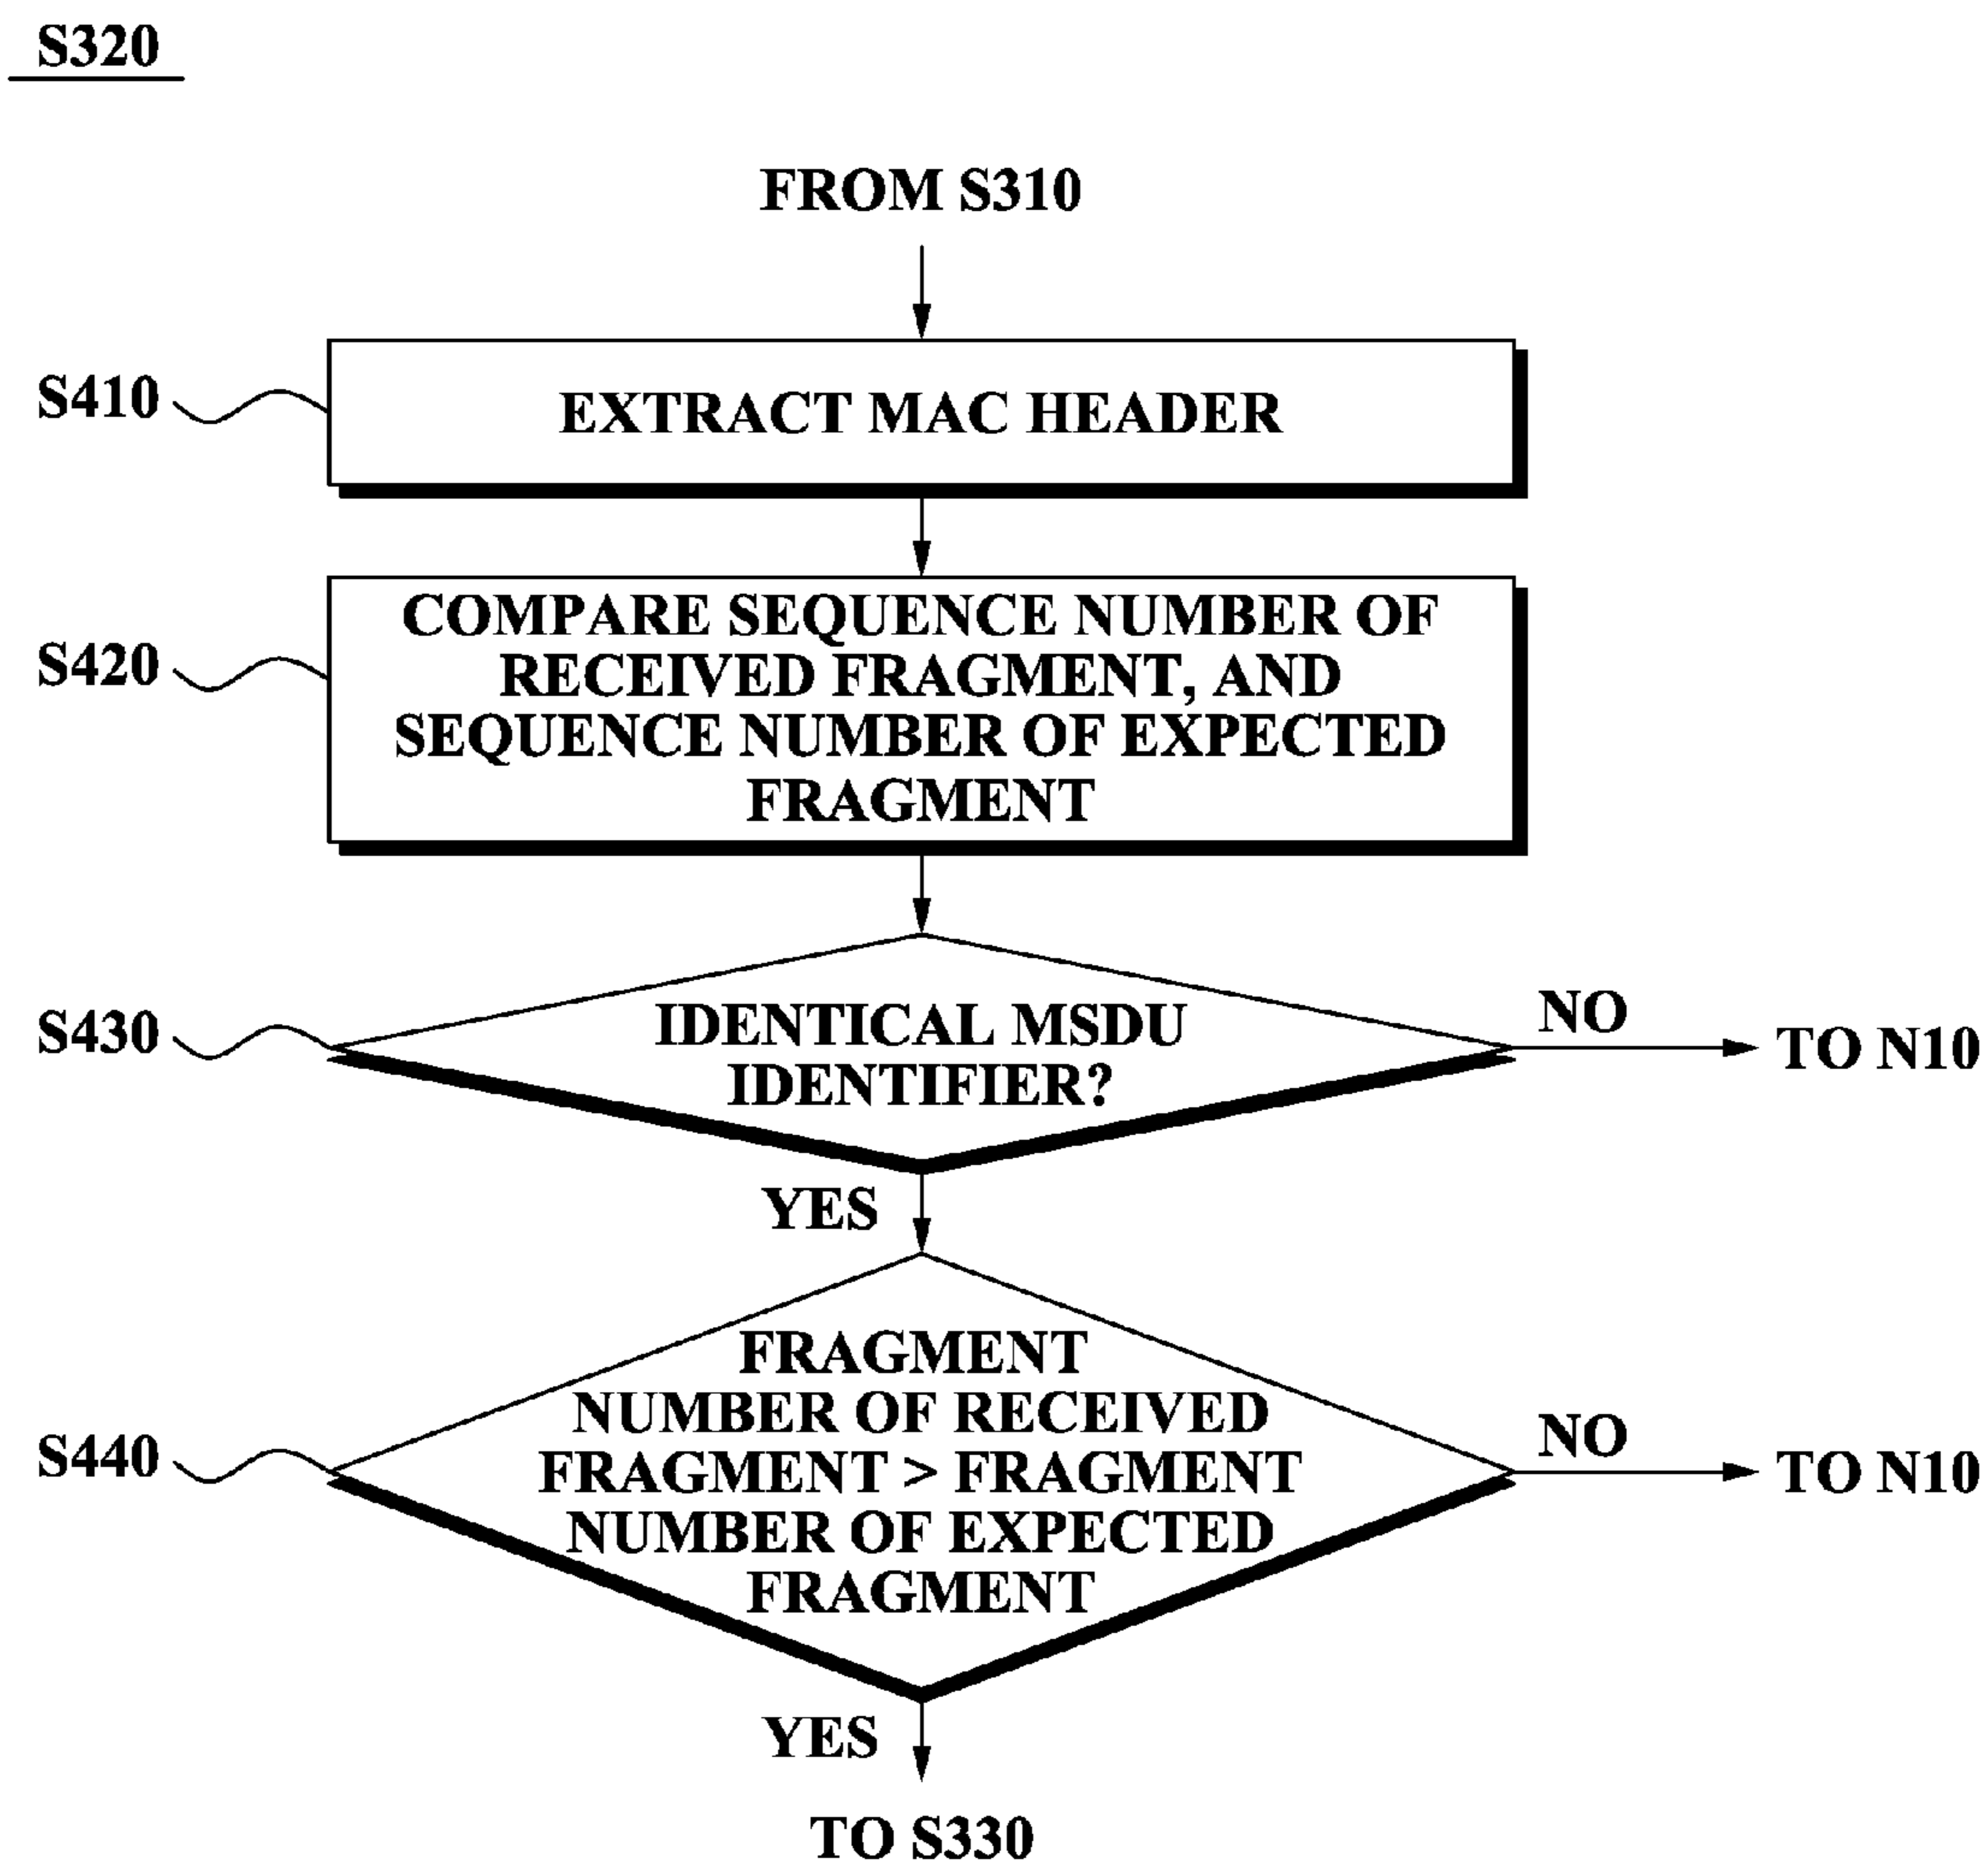 S320
FROM S310
S410
EXTRACT MAC HEADER
S420
COMPARE SEQUENCE NUMBER OF
RECEIVED FRAGMENT, AND
SEQUENCE NUMBER OF EXPECTED
FRAGMENT
S430
IDENTICAL MSDU
IDENTIFIER?
NO
TO N10
YES
S440
FRAGMENT
NUMBER OF RECEIVED
FRAGMENT > FRAGMENT
NUMBER OF EXPECTED
FRAGMENT
NO
TO N10
YES
TO S330